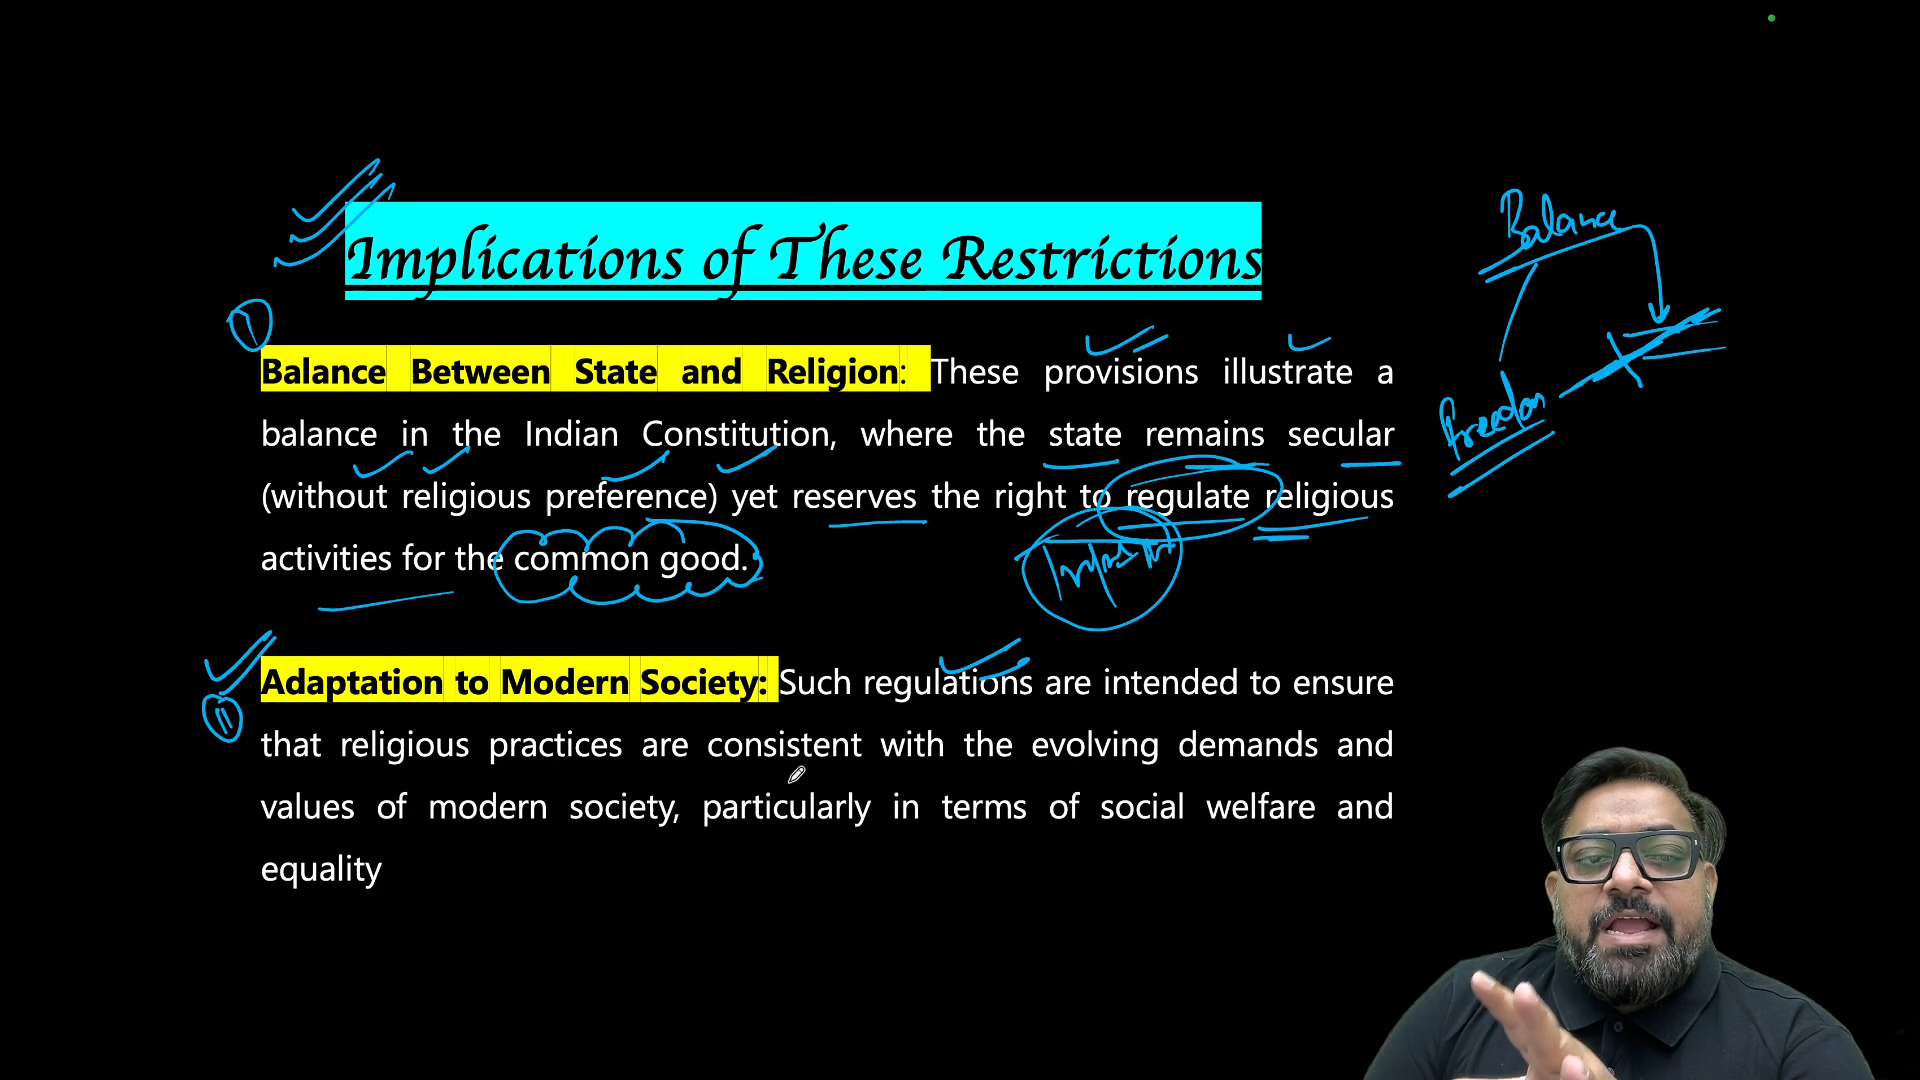 Implications of These Restrictions
Balance Between State and Religion: These provisions illustrate a
balance in the Indian Constitution, where the state remains secular
(without religious preference) yet reserves the right to regulate religious
activities for the common good.
Adaptation to Modern Society: Such regulations are intended to ensure
that religious practices are consistent with the evolving demands and
values of modern society, particularly in terms of social welfare and
equality
Balance
Freedom